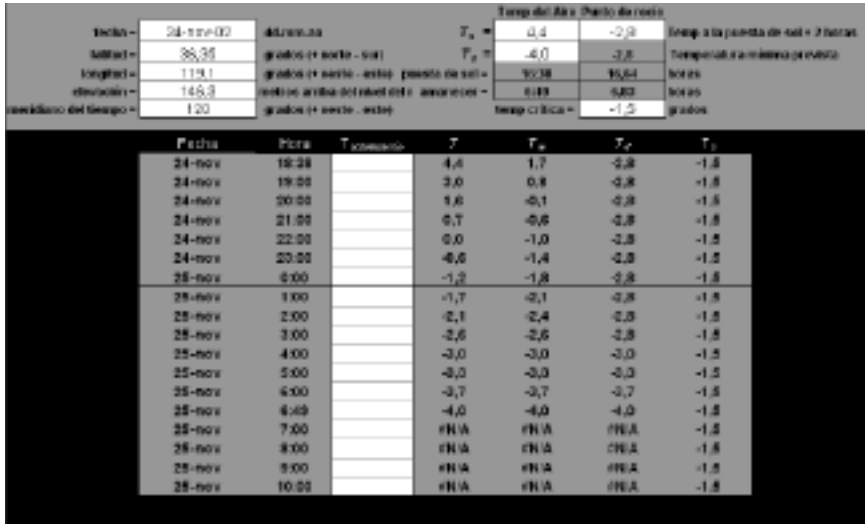 Temp del Aire Punto de rocío
fecha = 24-nov-02 dd.mm.aa T₀ = 4,4 -2,8 Temp a la puesta de sol + 2 horas
latitud = 36,35 grados (+ norte - sur) Tₚ = -4,0 -2,8 Temperatura mínima prevista
longitud = 119,1 grados (+ oeste - este) puesta de sol = 16:38 16,64 horas
elevación = 146,3 metros arriba del nivel del amanecer = 6:49 6,82 horas
meridiano del tiempo = 120 grados (+ oeste - este) temp crítica = -1,5 grados
Fecha Hora T T
24-nov 18:38 4,4 1,7 -2,8 -1,5
24-nov 19:00 3,0 0,8 -2,8 -1,5
24-nov 20:00 1,6 -0,1 -2,8 -1,5
24-nov 21:00 0,7 -0,6 -2,8 -1,5
24-nov 22:00 0,0 -1,0 -2,8 -1,5
24-nov 23:00 -0,6 -1,4 -2,8 -1,5
25-nov 0:00 -1,2 -1,8 -2,8 -1,5
25-nov 1:00 -1,7 -2,1 -2,8 -1,5
25-nov 2:00 -2,1 -2,4 -2,8 -1,5
25-nov 3:00 -2,6 -2,6 -2,8 -1,5
25-nov 4:00 -3,0 -3,0 -3,0 -1,5
25-nov 5:00 -3,3 -3,3 -3,3 -1,5
25-nov 6:00 -3,7 -3,7 -3,7 -1,5
25-nov 6:49 -4,0 -4,0 -4,0 -1,5
25-nov 7:00 #N/A #N/A #N/A -1,5
25-nov 8:00 #N/A #N/A #N/A -1,5
25-nov 9:00 #N/A #N/A #N/A -1,5
25-nov 10:00 #N/A #N/A #N/A -1,5